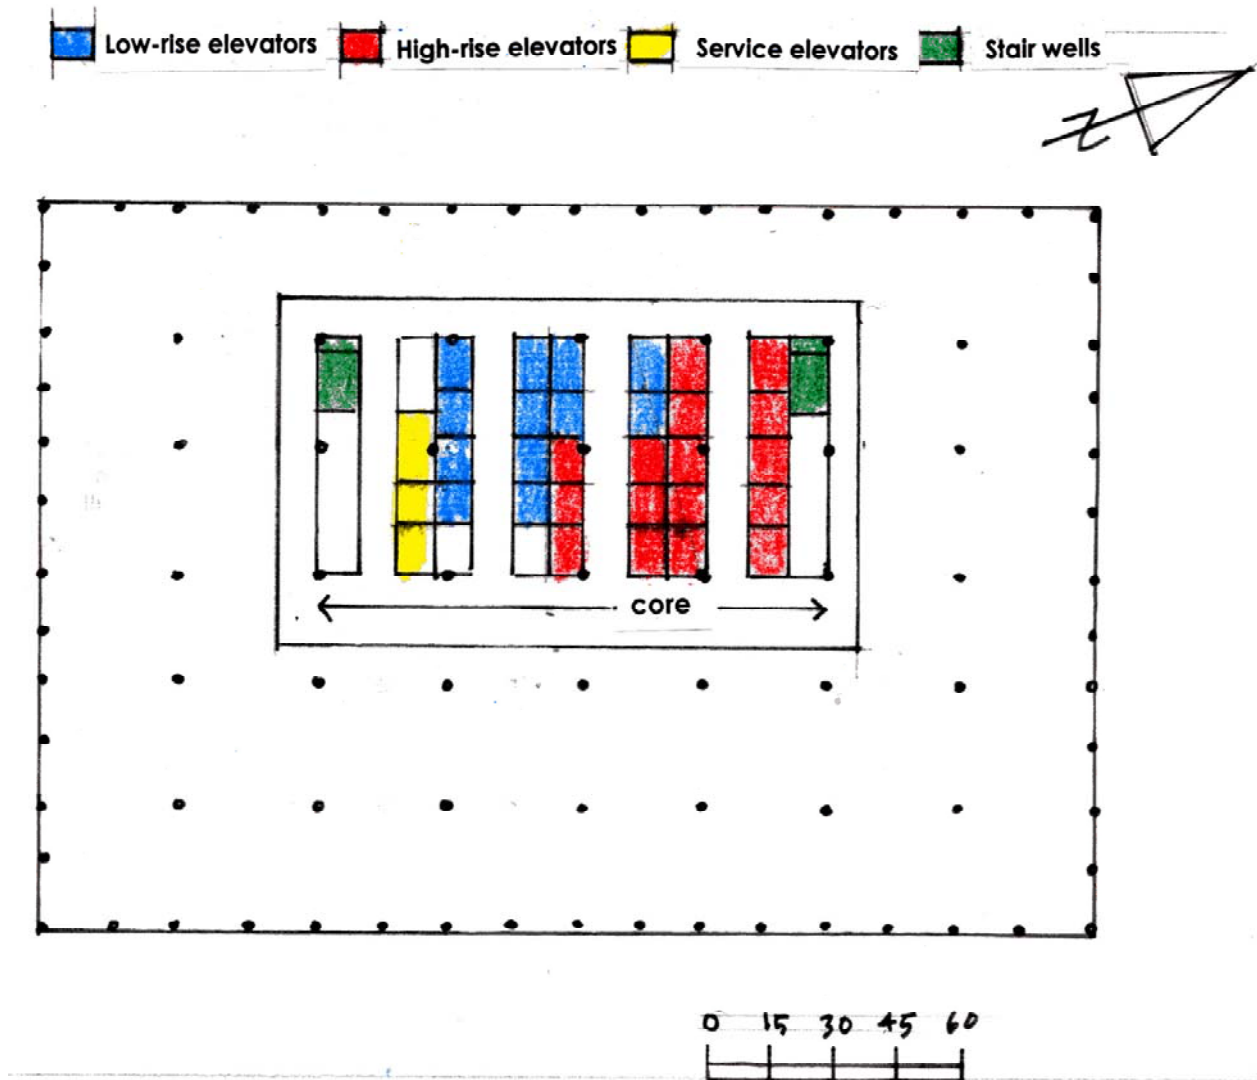 Low-rise elevators
High-rise elevators
Service elevators
Stair wells
Z
core
0 15 30 45 60